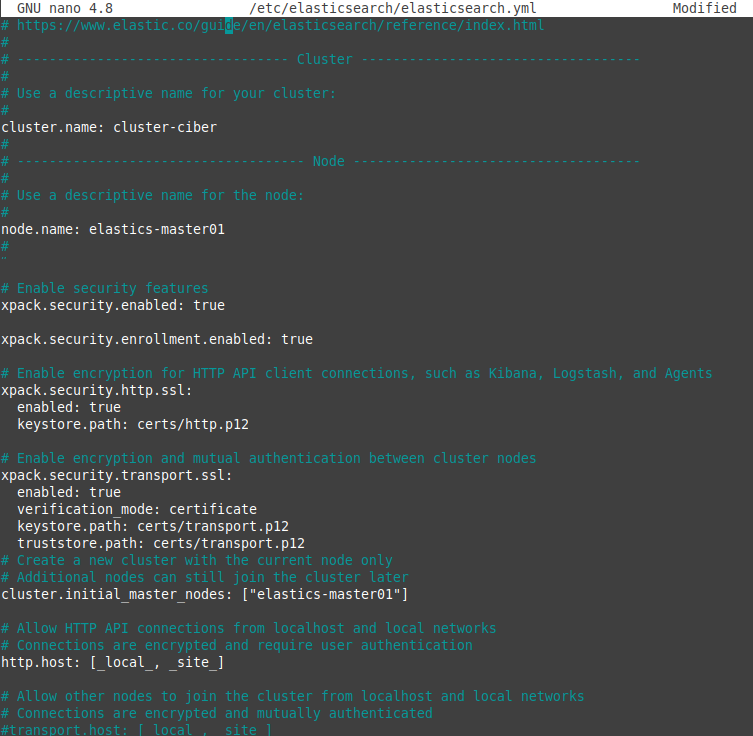 GNU nano 4.8 /etc/elasticsearch/elasticsearch.yml Modified
# https://www.elastic.co/guide/en/elasticsearch/reference/index.html
#
# ---------------------------------- Cluster -----------------------------------
#
# Use a descriptive name for your cluster:
#
cluster.name: cluster-ciber
#
# ------------------------------------ Node ------------------------------------
#
# Use a descriptive name for the node:
#
node.name: elastics-master01
#
# Enable security features
xpack.security.enabled: true
xpack.security.enrollment.enabled: true
# Enable encryption for HTTP API client connections, such as Kibana, Logstash, and Agents
xpack.security.http.ssl:
  enabled: true
  keystore.path: certs/http.p12
# Enable encryption and mutual authentication between cluster nodes
xpack.security.transport.ssl:
  enabled: true
  verification_mode: certificate
  keystore.path: certs/transport.p12
  truststore.path: certs/transport.p12
# Create a new cluster with the current node only
# Additional nodes can still join the cluster later
cluster.initial_master_nodes: ["elastics-master01"]
# Allow HTTP API connections from localhost and local networks
# Connections are encrypted and require user authentication
http.host: [_local_, _site_]
# Allow other nodes to join the cluster from localhost and local networks
# Connections are encrypted and mutually authenticated
#transport.host: [_local_, _site_]